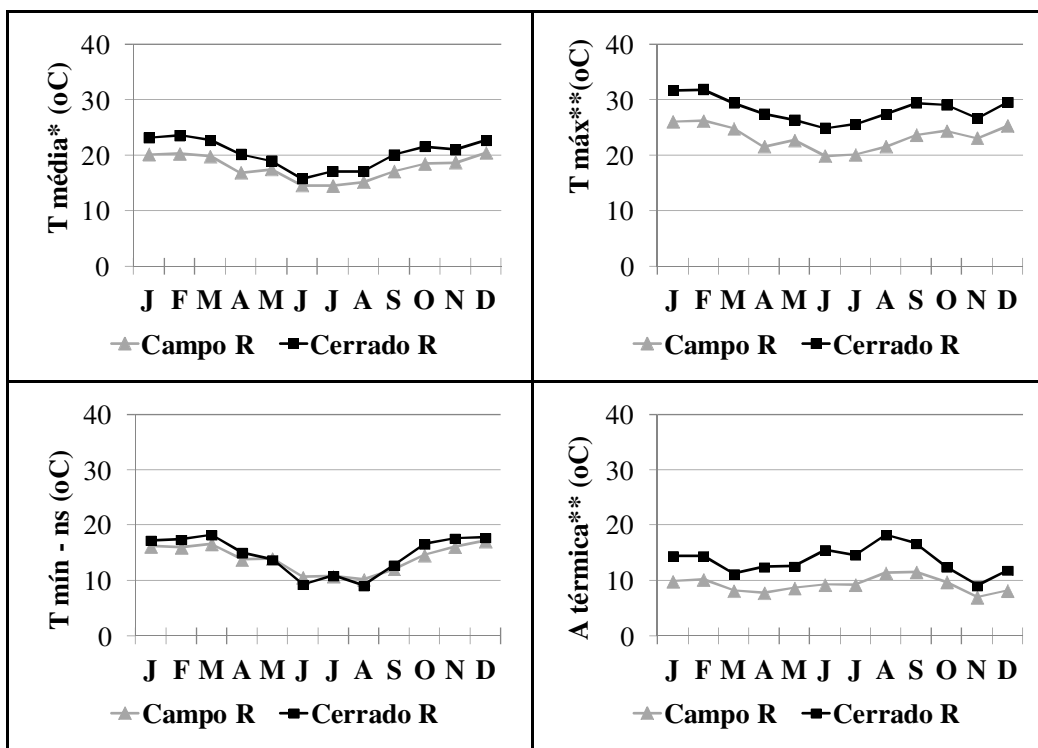 T média* (oC)
40
30
20
10
0
J F M A M J J A S O N D
Campo R Cerrado R
T máx**(oC)
40
30
20
10
0
J F M A M J J A S O N D
Campo R Cerrado R
T mín - ns (oC)
40
30
20
10
0
J F M A M J J A S O N D
Campo R Cerrado R
A térmica** (oC)
40
30
20
10
0
J F M A M J J A S O N D
Campo R Cerrado R